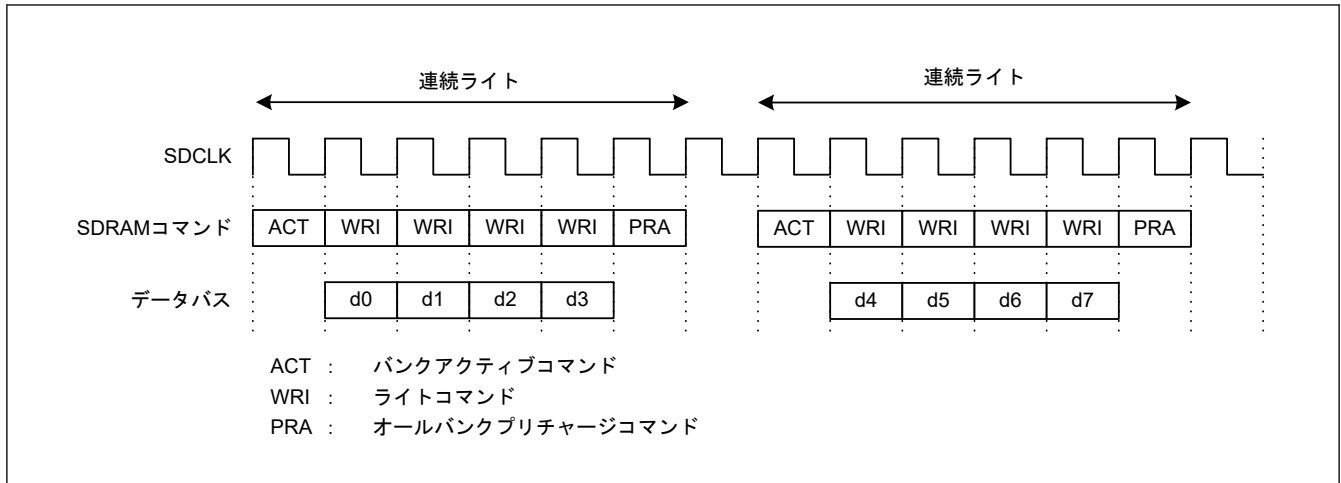 連続ライト 連続ライト
SDCLK
SDRAMコマンド ACT WRI WRI WRI WRI PRA ACT WRI WRI WRI WRI PRA
データバス d0 d1 d2 d3 d4 d5 d6 d7
ACT : バンクアクティブコマンド
WRI : ライトコマンド
PRA : オールバンクプリチャージコマンド